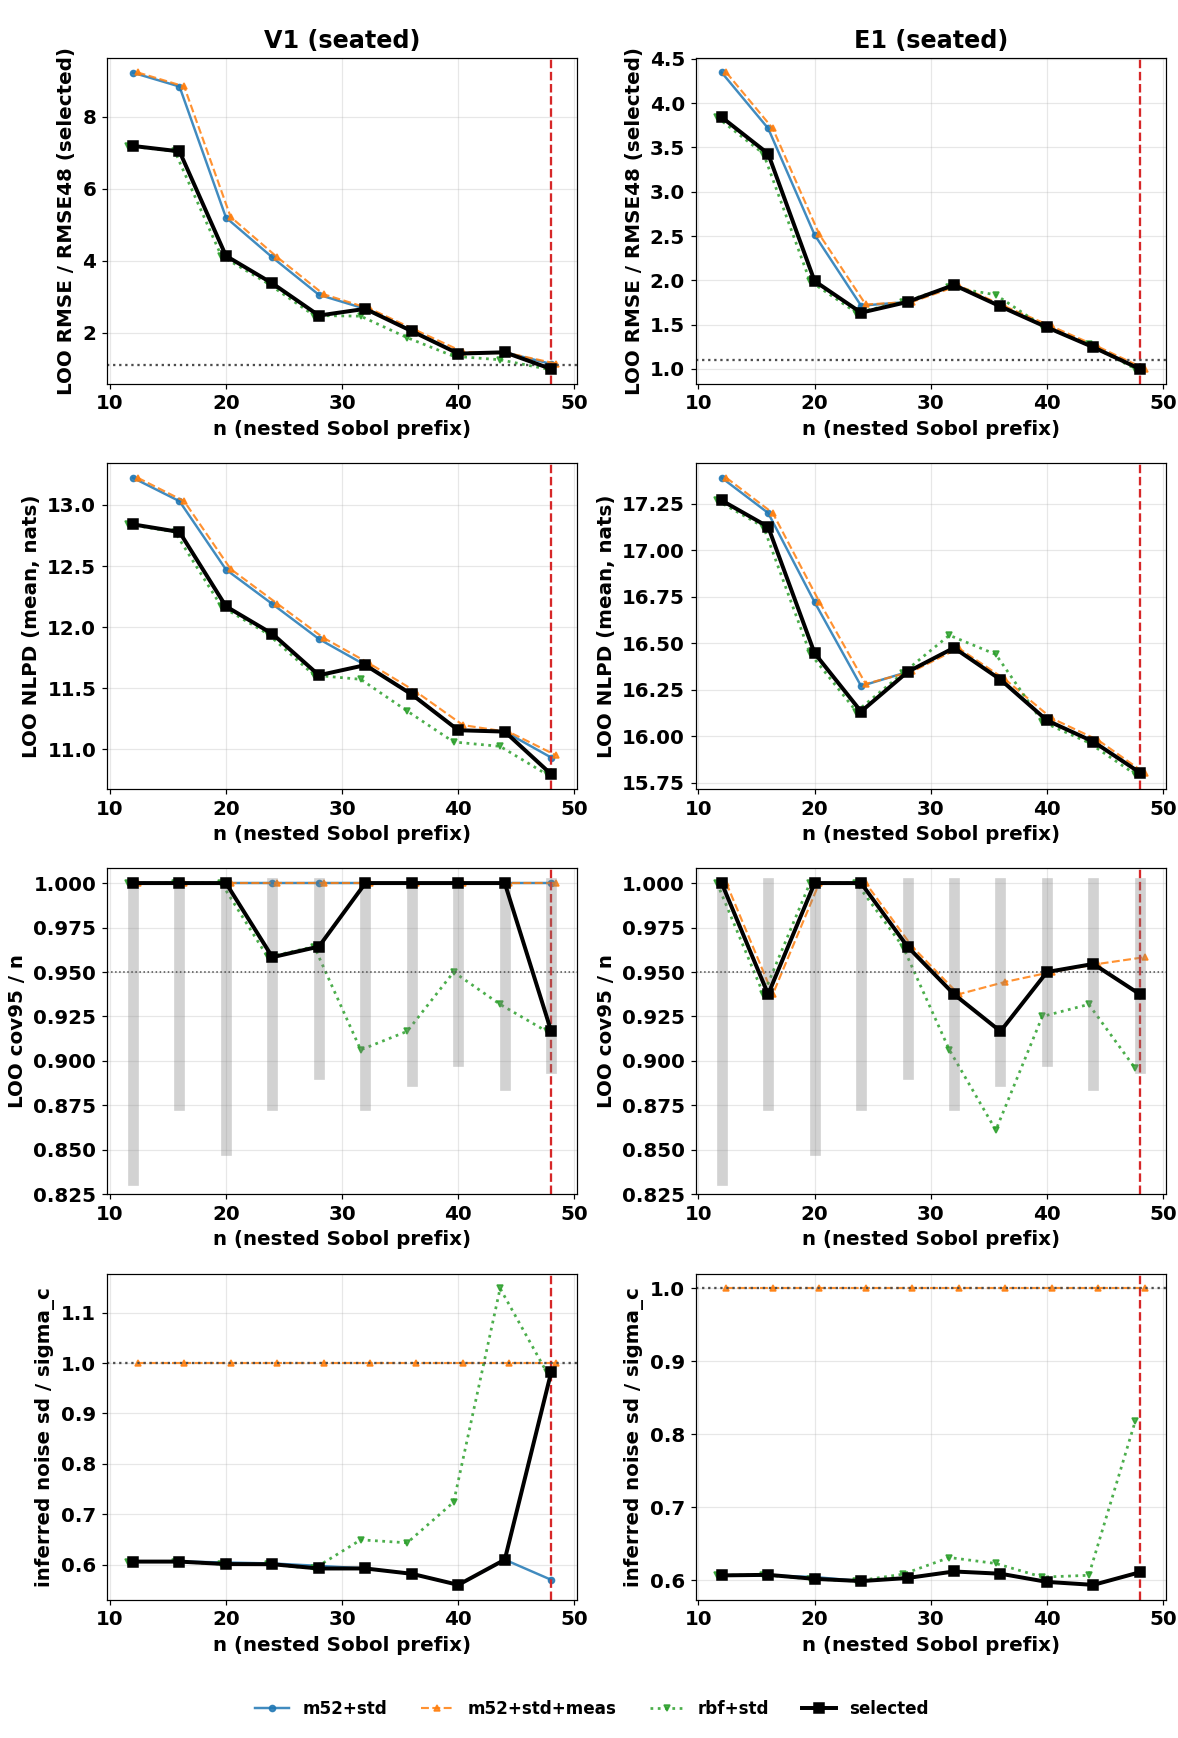 V1 (seated)
E1 (seated)
LOO RMSE / RMSE48 (selected)
8
6
4
2
10 20 30 40 50
n (nested Sobol prefix)
LOO RMSE / RMSE48 (selected)
4.5
4.0
3.5
3.0
2.5
2.0
1.5
1.0
10 20 30 40 50
n (nested Sobol prefix)
LOO NLPD (mean, nats)
13.0
12.5
12.0
11.5
11.0
10 20 30 40 50
n (nested Sobol prefix)
LOO NLPD (mean, nats)
17.25
17.00
16.75
16.50
16.25
16.00
15.75
10 20 30 40 50
n (nested Sobol prefix)
LOO cov95 / n
1.000
0.975
0.950
0.925
0.900
0.875
0.850
0.825
10 20 30 40 50
n (nested Sobol prefix)
LOO cov95 / n
1.000
0.975
0.950
0.925
0.900
0.875
0.850
0.825
10 20 30 40 50
n (nested Sobol prefix)
inferred noise sd / sigma_c
1.1
1.0
0.9
0.8
0.7
0.6
10 20 30 40 50
n (nested Sobol prefix)
inferred noise sd / sigma_c
1.0
0.9
0.8
0.7
0.6
10 20 30 40 50
n (nested Sobol prefix)
m52+std m52+std+meas rbf+std selected